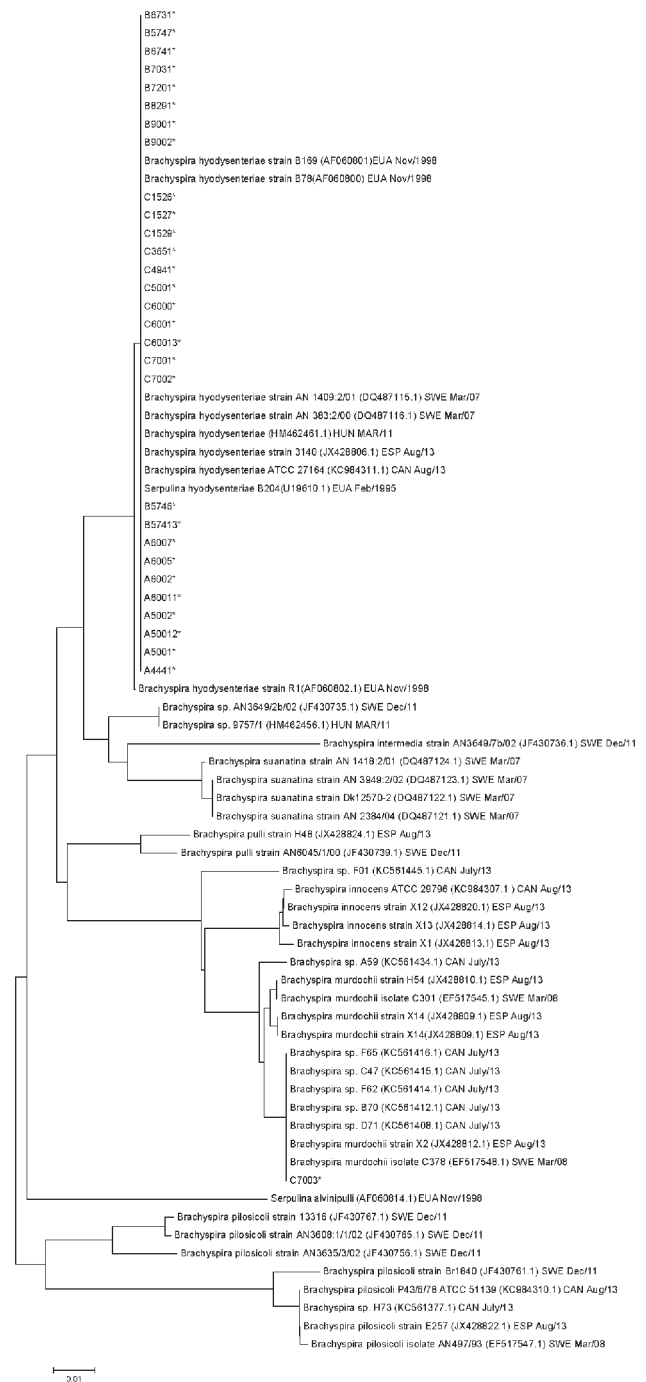 B6731*
B5747*
B6741*
B7031*
B7201*
B8291*
B9001*
B9002*
Brachyspira hyodysenteriae strain B169 (AF060801)EUA Nov/1998
Brachyspira hyodysenteriae strain B78(AF060800) EUA Nov/1998
C1526*
C1527*
C1529*
C3651*
C4941*
C5001*
C6000*
C6001*
C60013*
C7001*
C7002*
Brachyspira hyodysenteriae strain AN 1409:2/01 (DQ487115.1) SWE Mar/07
Brachyspira hyodysenteriae strain AN 383:2/00 (DQ487116.1) SWE Mar/07
Brachyspira hyodysenteriae (HM462461.1) HUN MAR/11
Brachyspira hyodysenteriae strain 3140 (JX428806.1) ESP Aug/13
Brachyspira hyodysenteriae ATCC 27164 (KC984311.1) CAN Aug/13
Serpulina hyodysenteriae B204(U19610.1) EUA Feb/1995
B5746*
B57413*
A6007*
A6005*
A6002*
A60011*
A5002*
A50012*
A5001*
A4441*
Brachyspira hyodysenteriae strain R1(AF060802.1) EUA Nov/1998
Brachyspira sp. AN3649/2b/02 (JF430735.1) SWE Dec/11
Brachyspira sp. 9757/1 (HM462456.1) HUN MAR/11
Brachyspira intermedia strain AN3649/7b/02 (JF430736.1) SWE Dec/11
Brachyspira suanatina strain AN 1418:2/01 (DQ487124.1) SWE Mar/07
Brachyspira suanatina strain AN 3949:2/02 (DQ487123.1) SWE Mar/07
Brachyspira suanatina strain Dk12570-2 (DQ487122.1) SWE Mar/07
Brachyspira suanatina strain AN 2384/04 (DQ487121.1) SWE Mar/07
Brachyspira pulli strain H48 (JX428824.1) ESP Aug/13
Brachyspira pulli strain AN6045/1/00 (JF430739.1) SWE Dec/11
Brachyspira sp. F01 (KC561445.1) CAN July/13
Brachyspira innocens ATCC 29796 (KC984307.1 ) CAN Aug/13
Brachyspira innocens strain X12 (JX428820.1) ESP Aug/13
Brachyspira innocens strain X13 (JX428814.1) ESP Aug/13
Brachyspira innocens strain X1 (JX428813.1) ESP Aug/13
Brachyspira sp. A59 (KC561434.1) CAN July/13
Brachyspira murdochii strain H54 (JX428810.1) ESP Aug/13
Brachyspira murdochii isolate C301 (EF517545.1) SWE Mar/08
Brachyspira murdochii strain X14 (JX428809.1) ESP Aug/13
Brachyspira murdochii strain X14(JX428809.1) ESP Aug/13
Brachyspira sp. F65 (KC561416.1) CAN July/13
Brachyspira sp. C47 (KC561415.1) CAN July/13
Brachyspira sp. F62 (KC561414.1) CAN July/13
Brachyspira sp. B70 (KC561412.1) CAN July/13
Brachyspira sp. D71 (KC561408.1) CAN July/13
Brachyspira murdochii strain X2 (JX428812.1) ESP Aug/13
Brachyspira murdochii isolate C378 (EF517548.1) SWE Mar/08
C7003*
Serpulina alvinipulli (AF060814.1) EUA Nov/1998
Brachyspira pilosicoli strain 13316 (JF430767.1) SWE Dec/11
Brachyspira pilosicoli strain AN3608:1/1/02 (JF430765.1) SWE Dec/11
Brachyspira pilosicoli strain AN3635/3/02 (JF430756.1) SWE Dec/11
Brachyspira pilosicoli strain Br1840 (JF430761.1) SWE Dec/11
Brachyspira pilosicoli P43/6/78 ATCC 51139 (KC984310.1) CAN Aug/13
Brachyspira sp. H73 (KC561377.1) CAN July/13
Brachyspira pilosicoli strain E257 (JX428822.1) ESP Aug/13
Brachyspira pilosicoli isolate AN497/93 (EF517547.1) SWE Mar/08
0.01